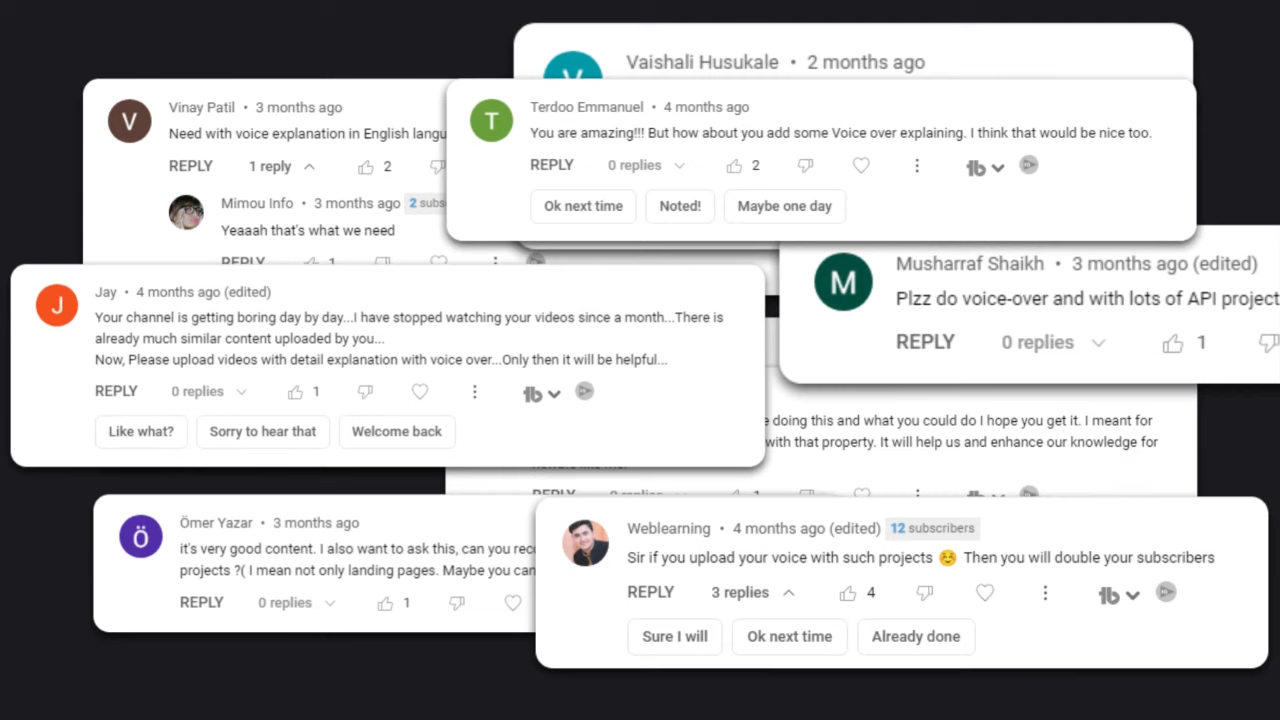 Vaishali Husukale • 2 months ago
V
Vinay Patil • 3 months ago
Need with voice explanation in English langu
REPLY 1 reply 2
Mimou Info • 3 months ago 2 subs
Yeaaah that's what we need
REPLY 1
T
Terdoo Emmanuel • 4 months ago
You are amazing!!! But how about you add some Voice over explaining. I think that would be nice too.
REPLY 0 replies 2
Ok next time Noted! Maybe one day
M
Musharraf Shaikh • 3 months ago (edited)
Plzz do voice-over and with lots of API project
REPLY 0 replies 1
J
Jay • 4 months ago (edited)
Your channel is getting boring day by day...I have stopped watching your videos since a month...There is
already much similar content uploaded by you...
Now, Please upload videos with detail explanation with voice over...Only then it will be helpful...
REPLY 0 replies 1
Like what? Sorry to hear that Welcome back
doing this and what you could do I hope you get it. I meant for
with that property. It will help us and enhance our knowledge for
REPLY 0 replies 1
Ö
Ömer Yazar • 3 months ago
it's very good content. I also want to ask this, can you reco
projects ?( I mean not only landing pages. Maybe you can
REPLY 0 replies 1
Weblearning • 4 months ago (edited) 12 subscribers
Sir if you upload your voice with such projects ☺️ Then you will double your subscribers
REPLY 3 replies 4
Sure I will Ok next time Already done